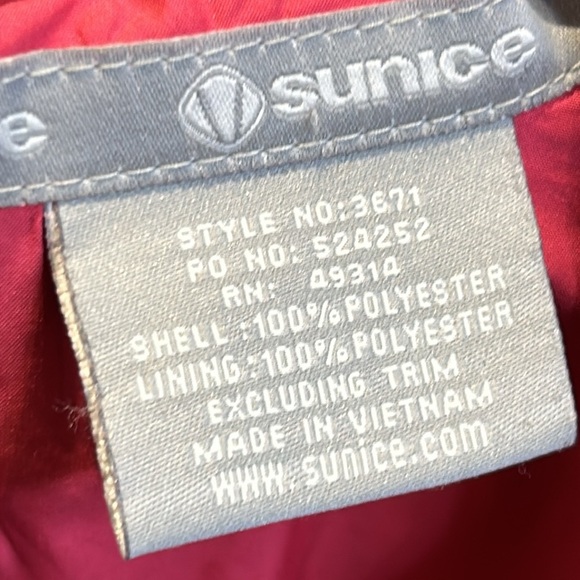 e sunice
STYLE NO:3671
PO NO: 524252
RN: 49314
SHELL :100%POLYESTER
LINING:100%POLYESTER
EXCLUDING TRIM
MADE IN VIETNAM
www.sunice.com